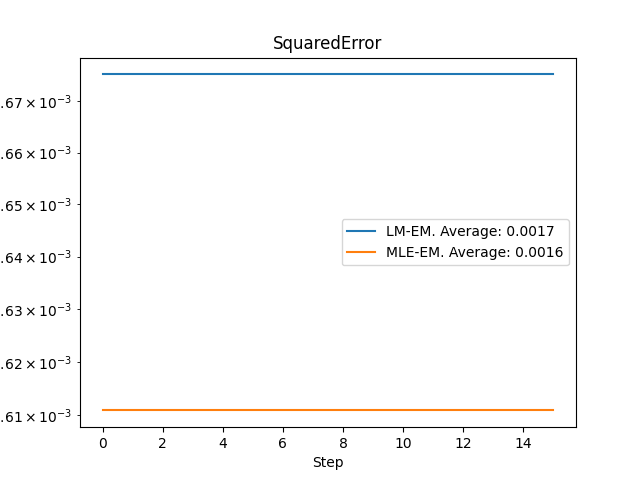 SquaredError
.67 × 10⁻³
.66 × 10⁻³
.65 × 10⁻³
.64 × 10⁻³
.63 × 10⁻³
.62 × 10⁻³
.61 × 10⁻³
LM-EM. Average: 0.0017
MLE-EM. Average: 0.0016
0 2 4 6 8 10 12 14
Step